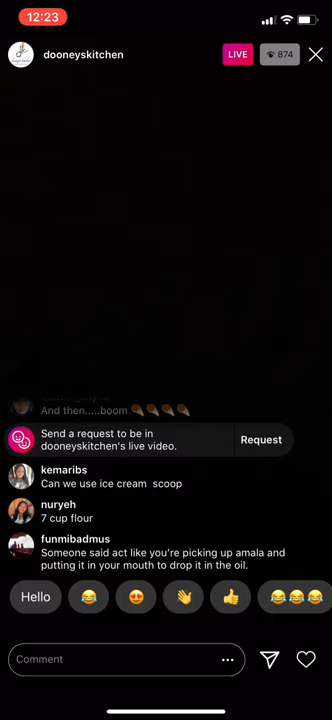 12:23
dooneyskitchen
LIVE
874
And then.....boom
Send a request to be in
dooneyskitchen's live video.
Request
kemaribs
Can we use ice cream scoop
nuryeh
7 cup flour
funmibadmus
Someone said act like you're picking up amala and
putting it in your mouth to drop it in the oil.
Hello
Comment